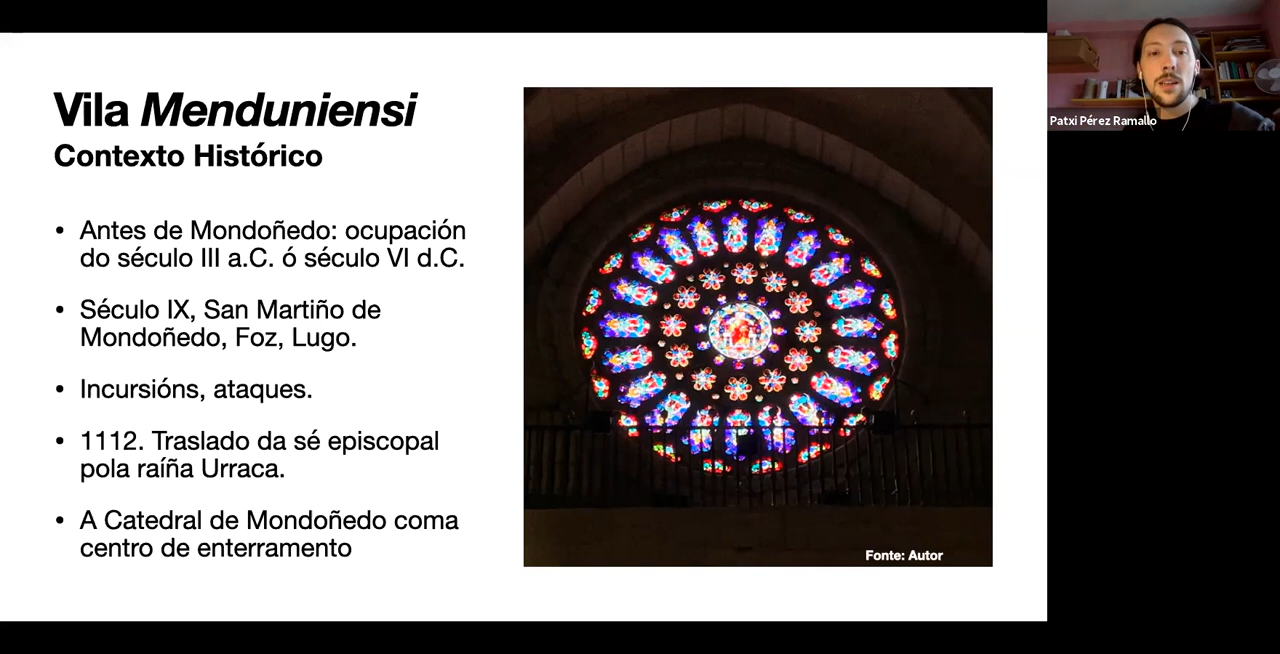 Vila Menduniensi
Contexto Histórico
• Antes de Mondoñedo: ocupación
do século III a.C. ó século VI d.C.
• Século IX, San Martiño de
Mondoñedo, Foz, Lugo.
• Incursións, ataques.
• 1112. Traslado da sé episcopal
pola raíña Urraca.
• A Catedral de Mondoñedo coma
centro de enterramento
Fonte: Autor
Patxi Pérez Ramallo